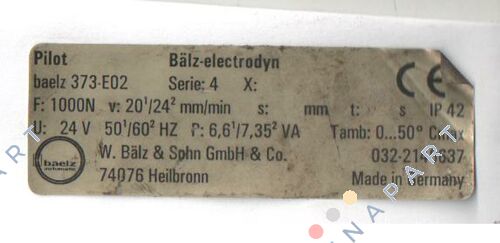 Pilot Bälz-electrodyn
baelz 373-E02 Serie: 4 X: CE
F: 1000N v: 20¹/24² mm/min s: mm t: s IP 42
U: 24 V 50¹/60² HZ P: 6,6¹/7,35² VA Tamb: 0...50° Cmax
W. Bälz & Sohn GmbH & Co.
baelz
automatic
74076 Heilbronn Made in Germany